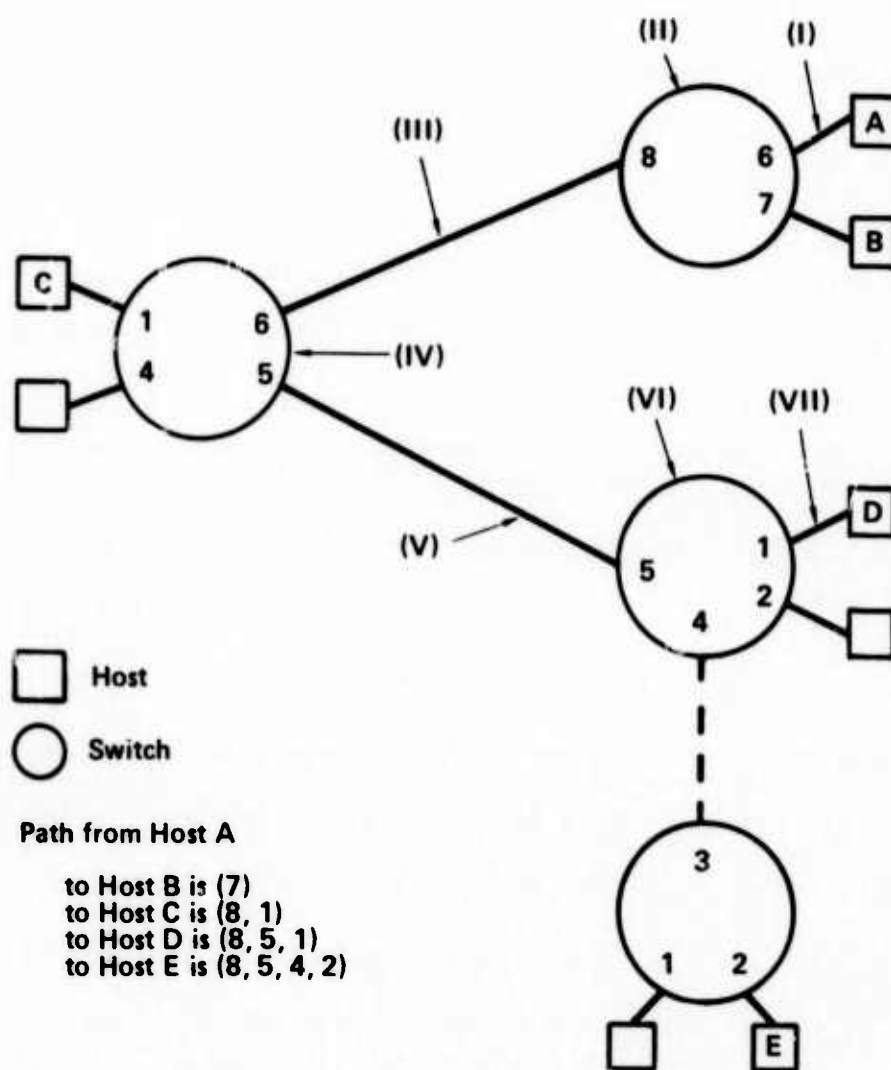 (II) (I)
A
(III)
8 6
7
B
C
1 6
(IV)
4 5
(VI) (VII)
D
(V)
1
5
2
4
Host
Switch
Path from Host A
3
to Host B is (7)
to Host C is (8, 1)
to Host D is (8, 5, 1)
to Host E is (8, 5, 4, 2)
1 2
E